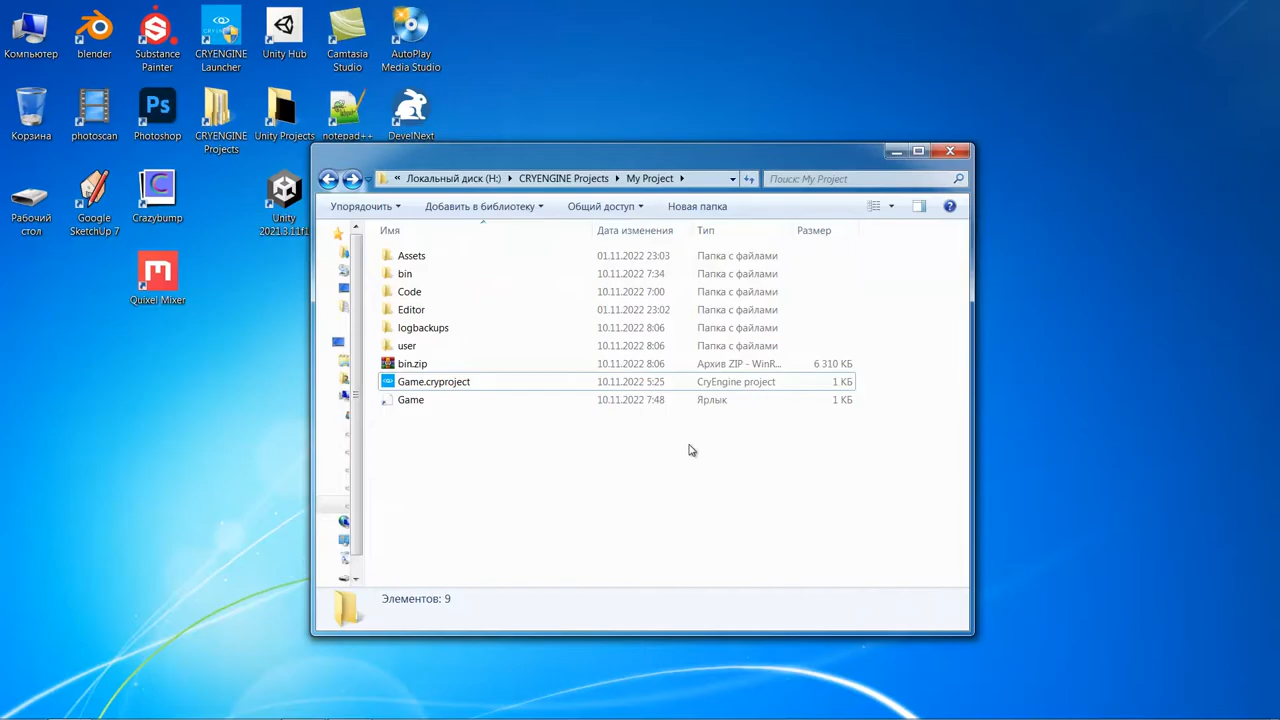 Компьютер
blender
Substance
Painter
CRYENGINE
Launcher
Unity Hub
Camtasia
Studio
AutoPlay
Media Studio
Корзина
photoscan
Photoshop
CRYENGINE
Projects
Unity Projects
notepad++
DevelNext
Рабочий
стол
Google
SketchUp 7
Crazybump
Unity
2021.3.11f1
Quixel Mixer
« Локальный диск (H:) CRYENGINE Projects My Project
Поиск: My Project
Упорядочить Добавить в библиотеку Общий доступ Новая папка
Имя Дата изменения Тип Размер
Assets 01.11.2022 23:03 Папка с файлами
bin 10.11.2022 7:34 Папка с файлами
Code 10.11.2022 7:00 Папка с файлами
Editor 01.11.2022 23:02 Папка с файлами
logbackups 10.11.2022 8:06 Папка с файлами
user 10.11.2022 8:06 Папка с файлами
bin.zip 10.11.2022 8:06 Архив ZIP - WinR... 6 310 КБ
Game.cryproject 10.11.2022 5:25 CryEngine project 1 КБ
Game 10.11.2022 7:48 Ярлык 1 КБ
Элементов: 9